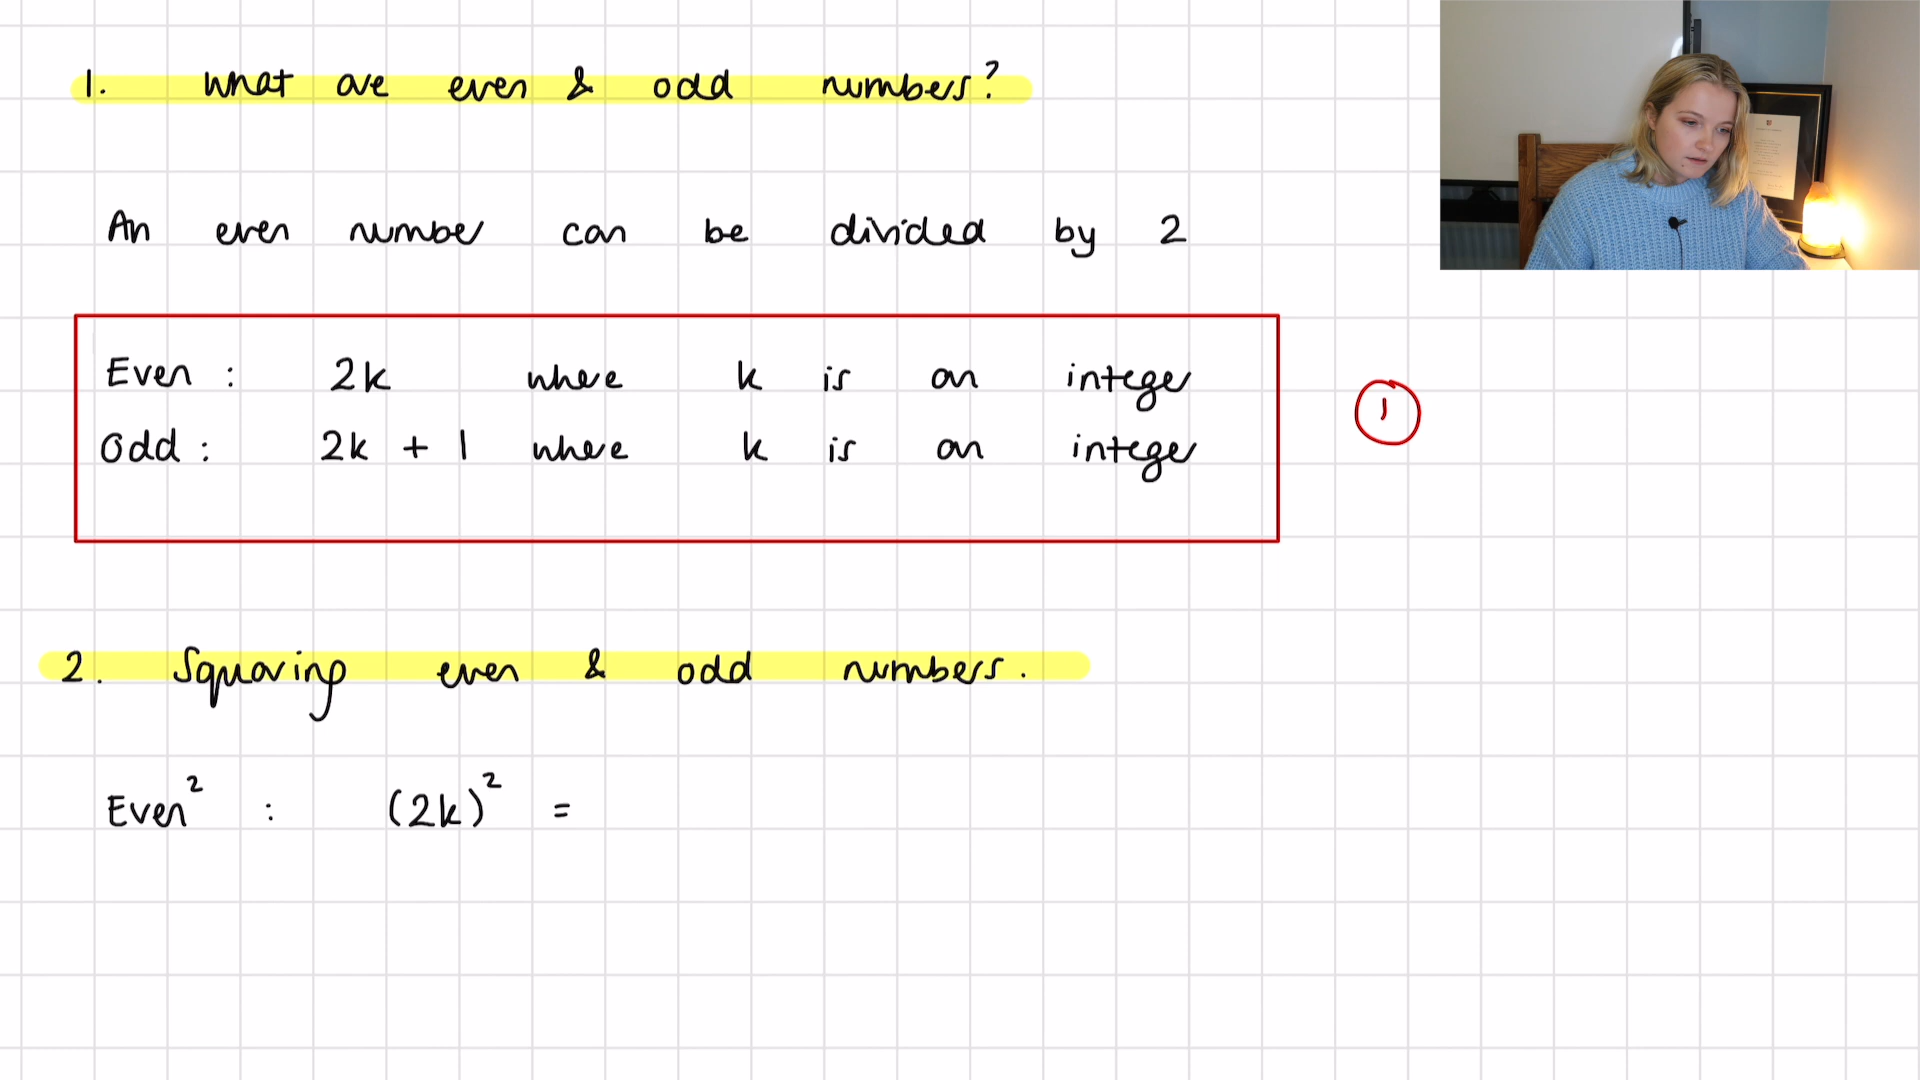 1. What are even & odd numbers?
An even number can be divided by 2
Even : 2k where k is an integer
Odd : 2k + 1 where k is an integer
1
2. Squaring even & odd numbers.
Even² : (2k)² =